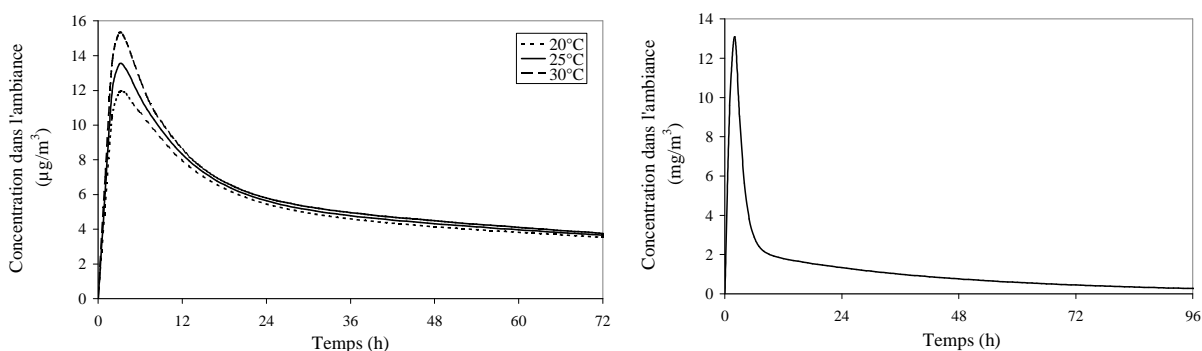 Concentration dans l'ambiance
(µg/m³)
16
14
12
10
8
6
4
2
0
0 12 24 36 48 60 72
Temps (h)
20°C
25°C
30°C
Concentration dans l'ambiance
(mg/m³)
14
12
10
8
6
4
2
0
0 24 48 72 96
Temps (h)